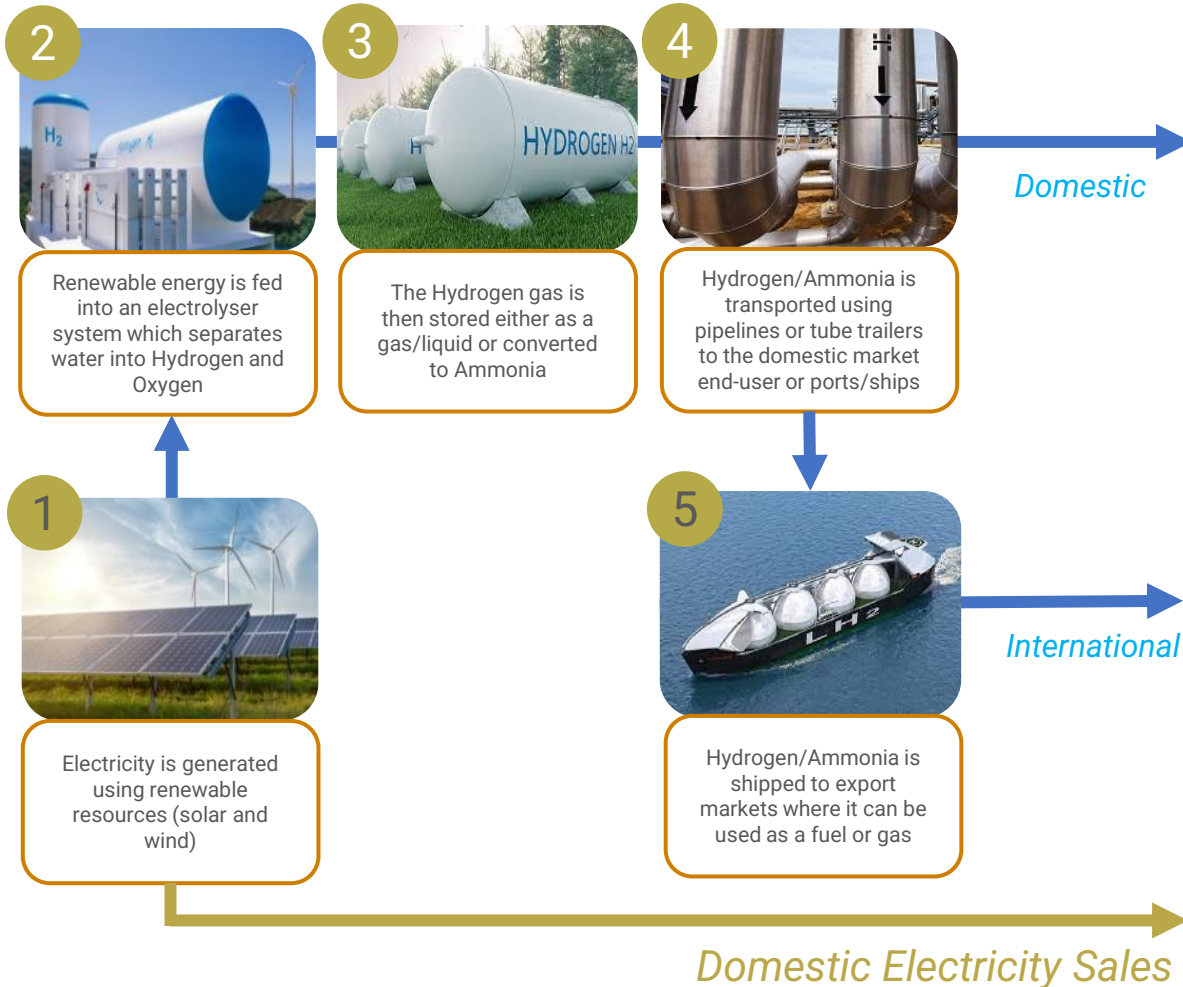 2
3
4
H2
Hydrogen H
H
HYDROGEN H2
Domestic
Renewable energy is fed
into an electrolyser
system which separates
water into Hydrogen and
Oxygen
The Hydrogen gas is
then stored either as a
gas/liquid or converted
to Ammonia
Hydrogen/Ammonia is
transported using
pipelines or tube trailers
to the domestic market
end-user or ports/ships
1
5
LH2
International
Electricity is generated
using renewable
resources (solar and
wind)
Hydrogen/Ammonia is
shipped to export
markets where it can be
used as a fuel or gas
Domestic Electricity Sales